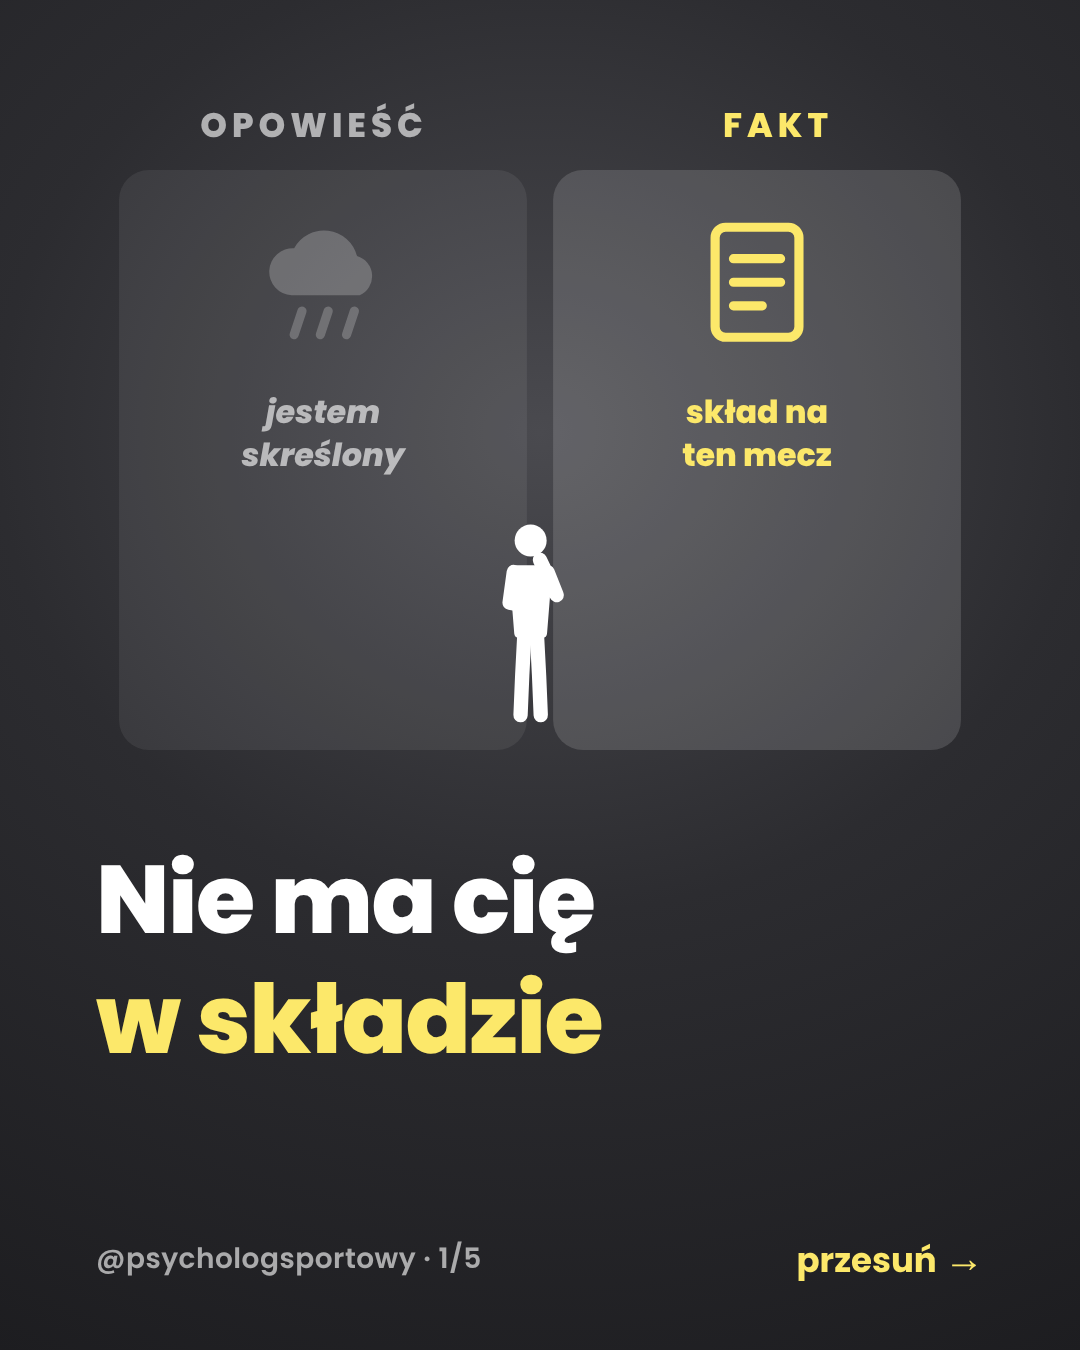 OPOWIEŚĆ
FAKT
jestem
skreślony
skład na
ten mecz
Nie ma cię
w składzie
@psychologsportowy · 1/5
przesuń →